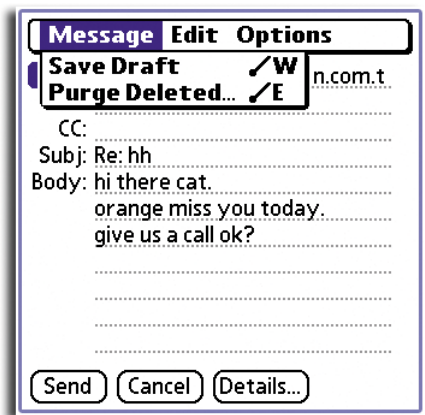 Message Edit Options
Save Draft /W
Purge Deleted... /E
n.com.t
CC:
Subj: Re: hh
Body: hi there cat.
orange miss you today.
give us a call ok?
Send Cancel Details...